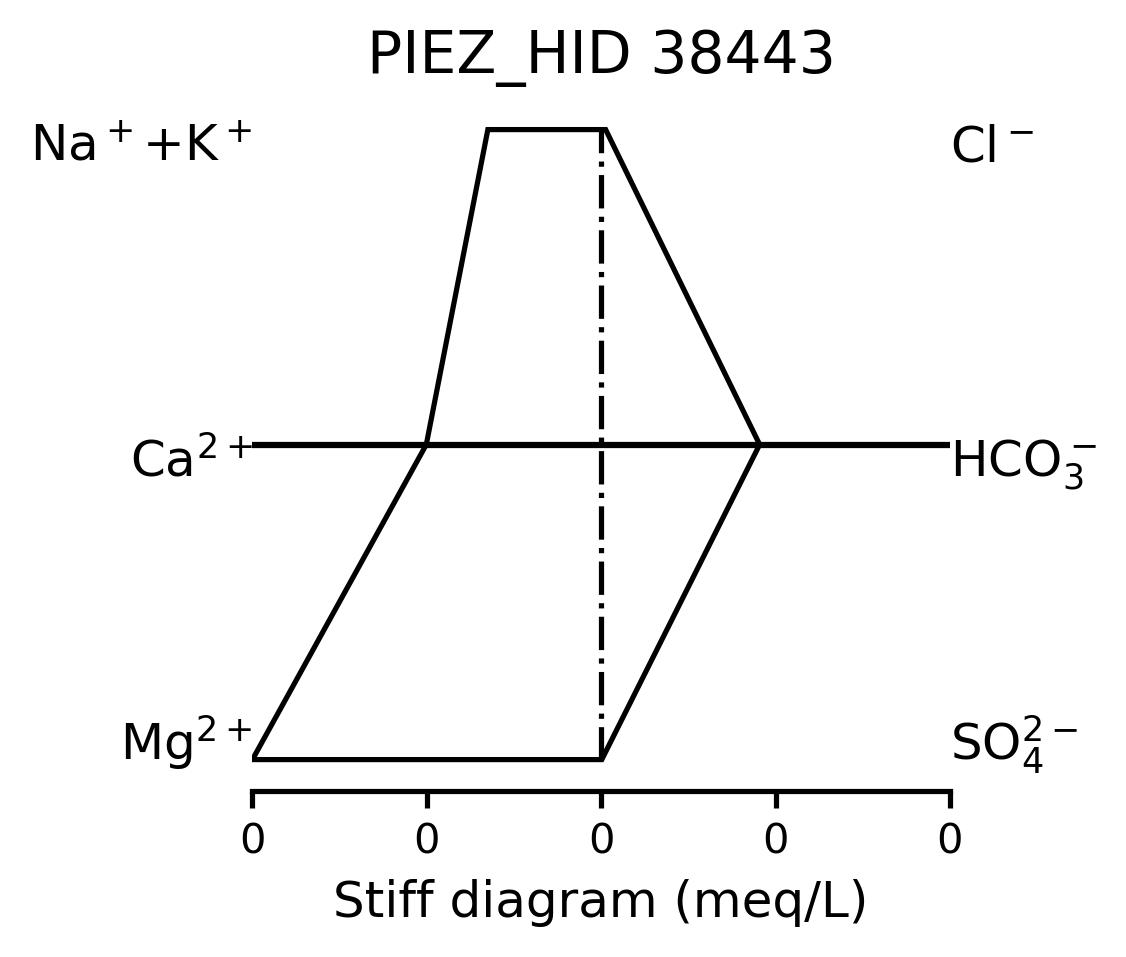 PIEZ_HID 38443
Na⁺+K⁺ Cl⁻
Ca²⁺ HCO₃⁻
Mg²⁺ SO₄²⁻
0 0 0 0 0
Stiff diagram (meq/L)